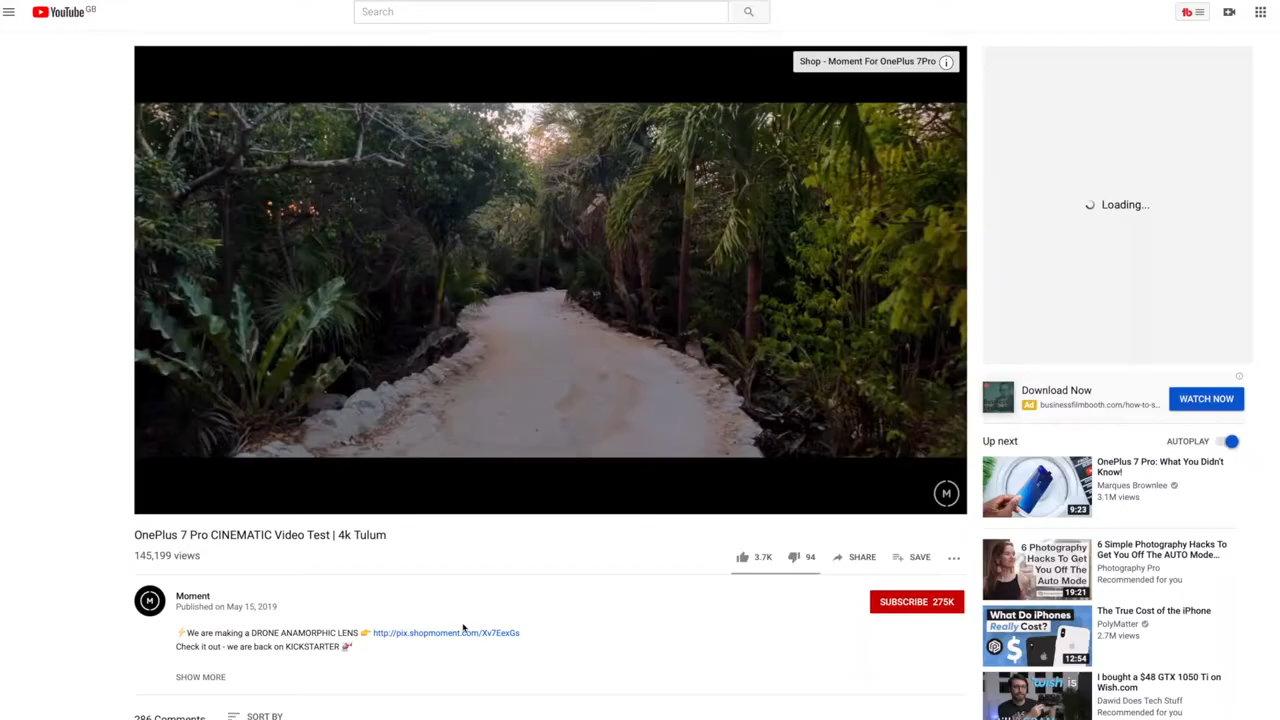 YouTube GB
Search
tb
Shop - Moment For OnePlus 7Pro
M
OnePlus 7 Pro CINEMATIC Video Test | 4k Tulum
145,199 views
3.7K
94
SHARE
SAVE
M
Moment
Published on May 15, 2019
SUBSCRIBE 275K
⚡We are making a DRONE ANAMORPHIC LENS 👉 http://pix.shopmoment.com/Xv7EexGs
Check it out - we are back on KICKSTARTER
SHOW MORE
286 Comments
SORT BY
Loading...
Download Now
Ad businessfilmbooth.com/how-to-s...
WATCH NOW
Up next
AUTOPLAY
9:23
OnePlus 7 Pro: What You Didn't
Know!
Marques Brownlee
3.1M views
6 Photography
Hacks To Get
You Off The
Auto Mode
19:21
6 Simple Photography Hacks To
Get You Off The AUTO Mode...
Photography Pro
Recommended for you
What Do iPhones
Really Cost?
$
12:54
The True Cost of the iPhone
PolyMatter
2.7M views
wish is
I bought a $48 GTX 1050 Ti on
Wish.com
Dawid Does Tech Stuff
Recommended for you